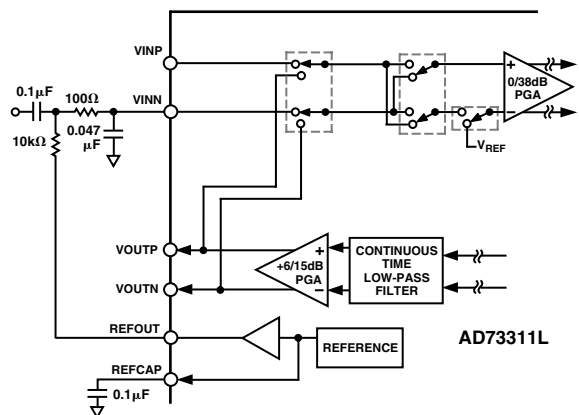 VINP
0.1μF
100Ω
VINN
0/38dB
PGA
10kΩ
0.047
μF
VREF
VOUTP
+6/15dB
PGA
CONTINUOUS
TIME
LOW-PASS
FILTER
VOUTN
REFOUT
REFERENCE
AD73311L
REFCAP
0.1μF